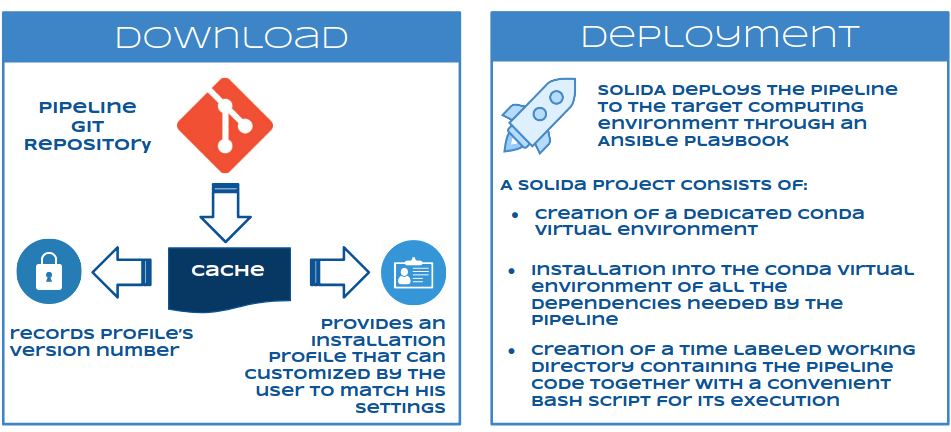 DOWNLOAD
PIPELINE
GIT
REPOSITORY
CACHE
RECORDS PROFILE'S
VERSION NUMBER
PROVIDES AN
INSTALLATION
PROFILE THAT CAN
CUSTOMIZED BY THE
USER TO MATCH HIS
SETTINGS
DEPLOYMENT
SOLIDA DEPLOYS THE PIPELINE
TO THE TARGET COMPUTING
ENVIRONMENT THROUGH AN
ANSIBLE PLAYBOOK
A SOLIDA PROJECT CONSISTS OF:
• CREATION OF A DEDICATED CONDA
VIRTUAL ENVIRONMENT
• INSTALLATION INTO THE CONDA VIRTUAL
ENVIRONMENT OF ALL THE
DEPENDENCIES NEEDED BY THE
PIPELINE
• CREATION OF A TIME LABELED WORKING
DIRECTORY CONTAINING THE PIPELINE
CODE TOGETHER WITH A CONVENIENT
BASH SCRIPT FOR ITS EXECUTION